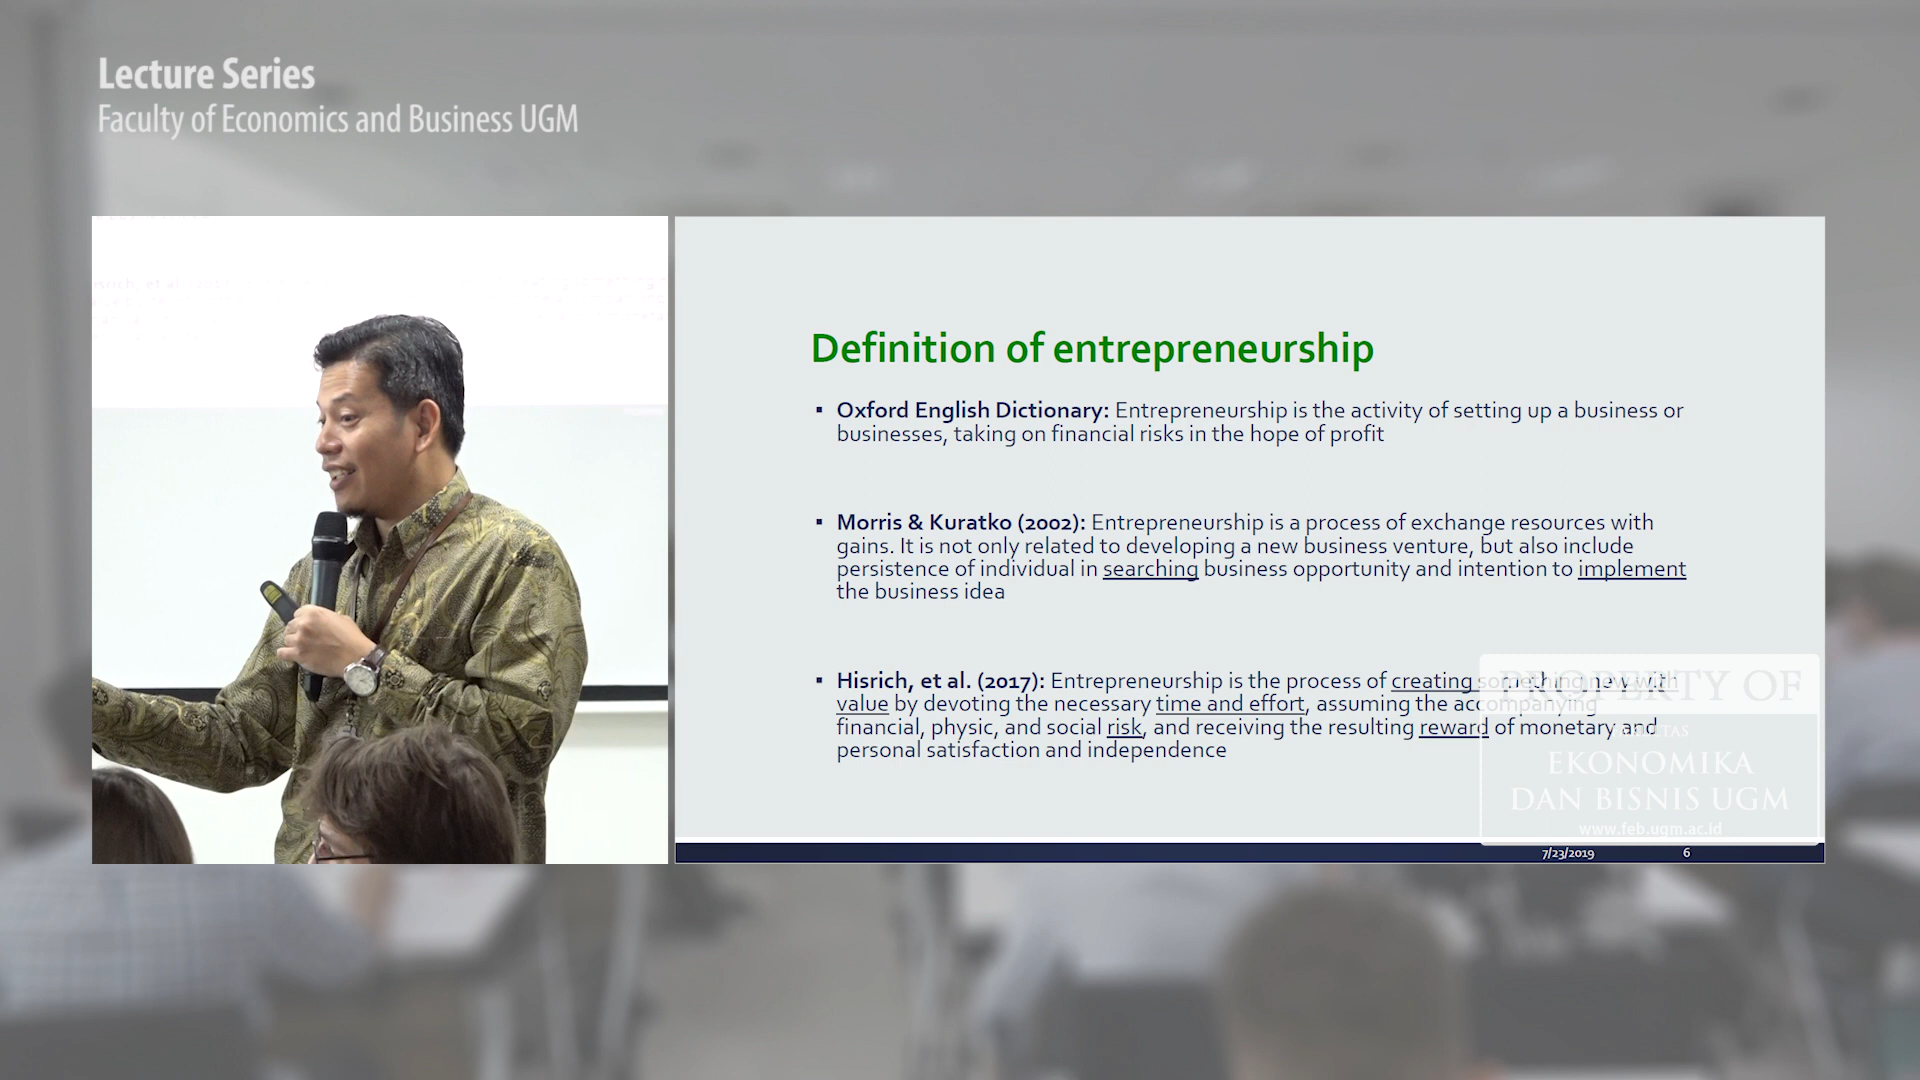 Lecture Series
Faculty of Economics and Business UGM
Definition of entrepreneurship
▪ Oxford English Dictionary: Entrepreneurship is the activity of setting up a business or
businesses, taking on financial risks in the hope of profit
▪ Morris & Kuratko (2002): Entrepreneurship is a process of exchange resources with
gains. It is not only related to developing a new business venture, but also include
persistence of individual in searching business opportunity and intention to implement
the business idea
▪ Hisrich, et al. (2017): Entrepreneurship is the process of creating something new with
value by devoting the necessary time and effort, assuming the accompanying
financial, physic, and social risk, and receiving the resulting reward of monetary and
personal satisfaction and independence
PROPERTY OF
EKONOMIKA
DAN BISNIS UGM
www.feb.ugm.ac.id
7/23/2019 6